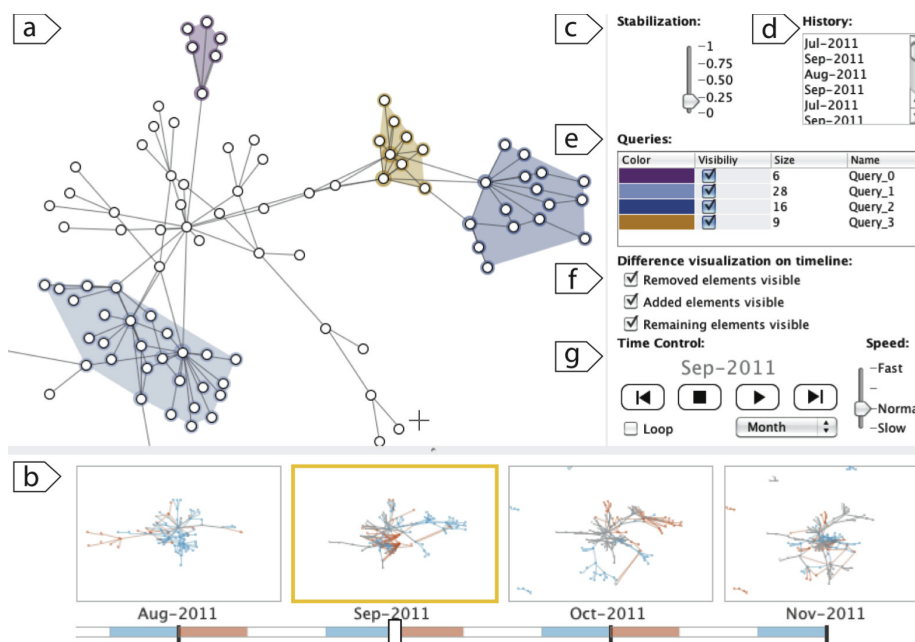 a
c
Stabilization:
1
0.75
0.50
0.25
0
d
History:
Jul-2011
Sep-2011
Aug-2011
Sep-2011
Jul-2011
Sep-2011
e
Queries:
Color Visibiliy Size Name
6 Query_0
28 Query_1
16 Query_2
9 Query_3
f
Difference visualization on timeline:
Removed elements visible
Added elements visible
Remaining elements visible
g
Time Control: Speed:
Sep-2011
Fast
Norma
Slow
Loop Month
b
Aug-2011 Sep-2011 Oct-2011 Nov-2011